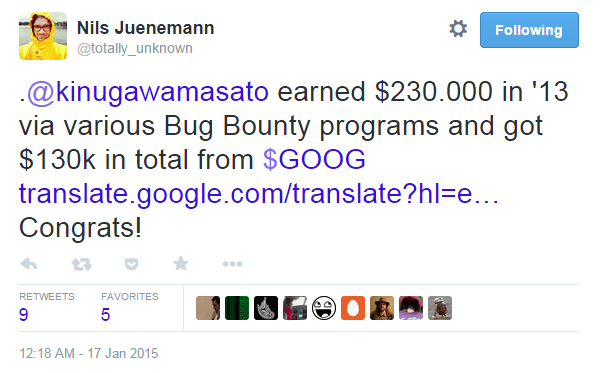 Nils Juenemann
@totally_unknown
Following
.@kinugawamasato earned $230.000 in '13
via various Bug Bounty programs and got
$130k in total from $GOOG
translate.google.com/translate?hl=e…
Congrats!
RETWEETS FAVORITES
9 5
12:18 AM - 17 Jan 2015